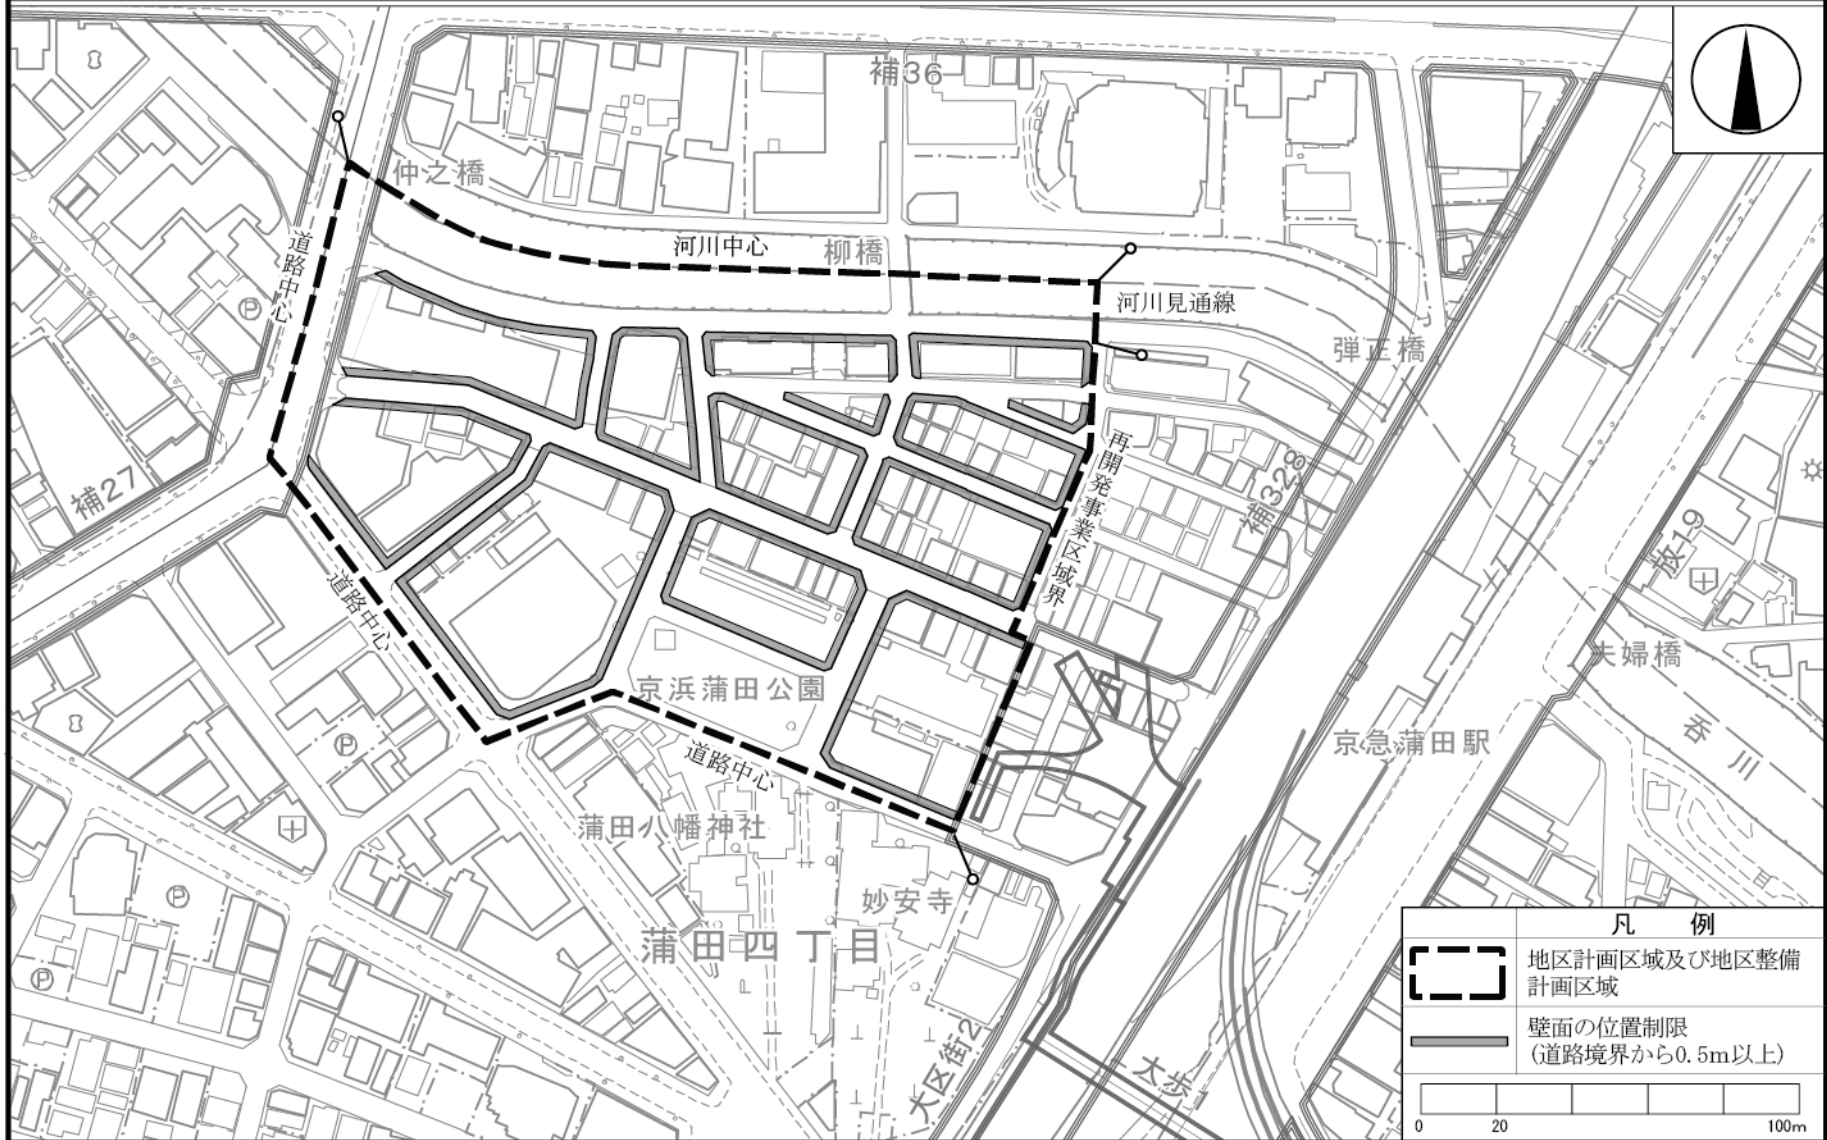 補36
仲之橋
河川中心
柳橋
河川見通線
道路中心
弾正橋
再開発事業区域界
補27
補328
放19
道路中心
夫婦橋
京浜蒲田公園
呑川
京急蒲田駅
道路中心
蒲田八幡神社
妙安寺
蒲田四丁目
大区街2
大歩
P
P
P
P
凡 例
地区計画区域及び地区整備
計画区域
壁面の位置制限
(道路境界から0.5m以上)
0 20 100m